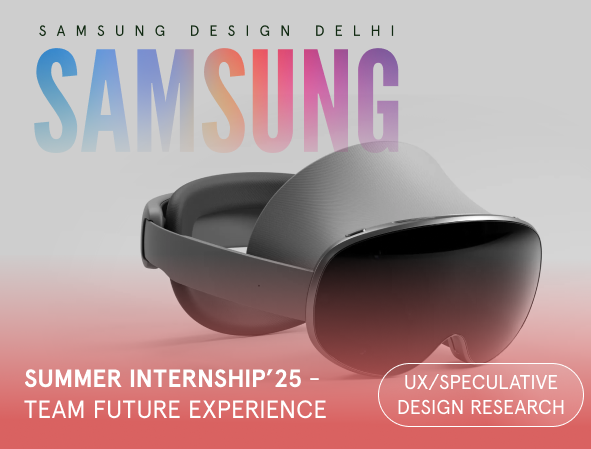 SAMSUNG DESIGN DELHI
SAMSUNG
SUMMER INTERNSHIP’25 -
TEAM FUTURE EXPERIENCE
UX/SPECULATIVE
DESIGN RESEARCH